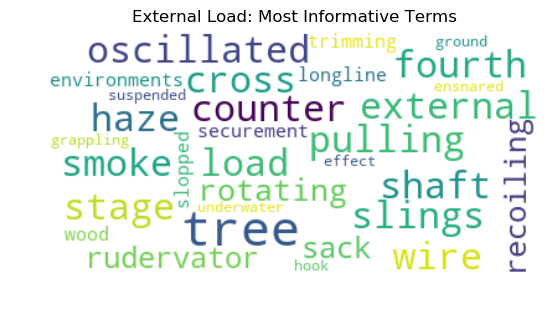 External Load: Most Informative Terms
oscillated trimming ground
environments cross longline fourth
suspended ensnared
haze counter external
grappling securement pulling
smoke slopped load effect recoiling
stage rotating shaft
underwater slings
wood tree
rudervator sack wire
hook